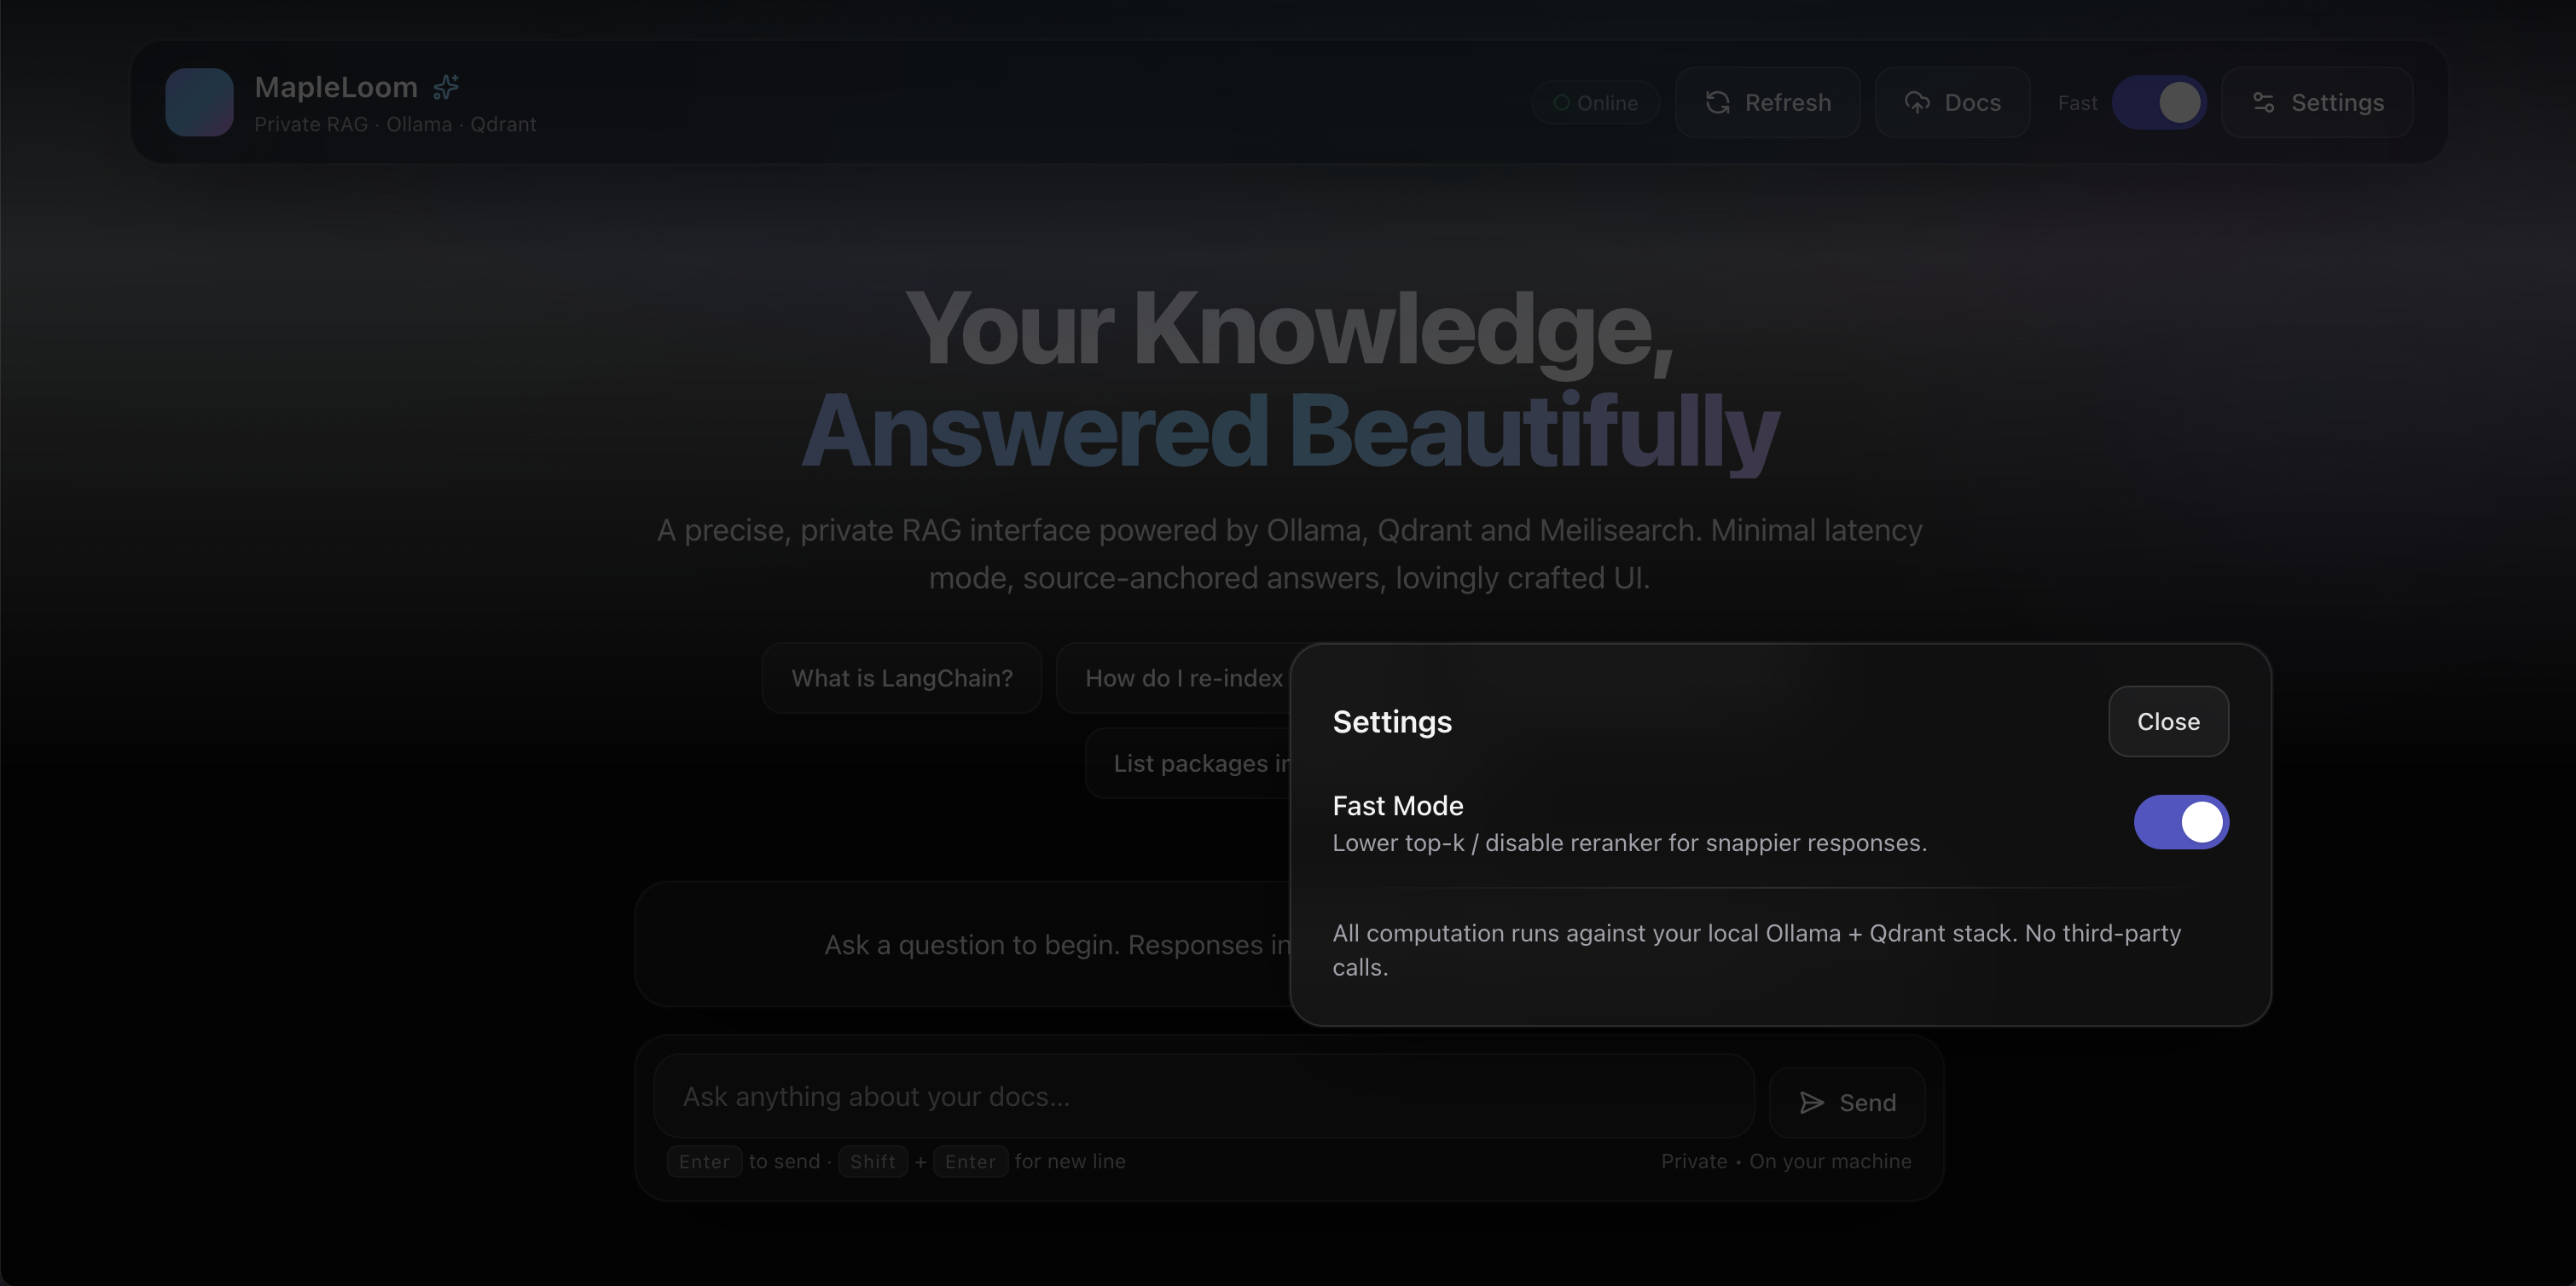 MapleLoom
Private RAG · Ollama · Qdrant
Online
Refresh
Docs
Fast
Settings
Your Knowledge,
Answered Beautifully
A precise, private RAG interface powered by Ollama, Qdrant and Meilisearch. Minimal latency
mode, source-anchored answers, lovingly crafted UI.
What is LangChain?
How do I re-index
List packages in
Settings
Close
Fast Mode
Lower top-k / disable reranker for snappier responses.
All computation runs against your local Ollama + Qdrant stack. No third-party
calls.
Ask a question to begin. Responses in
Ask anything about your docs...
Send
Enter to send · Shift + Enter for new line
Private • On your machine